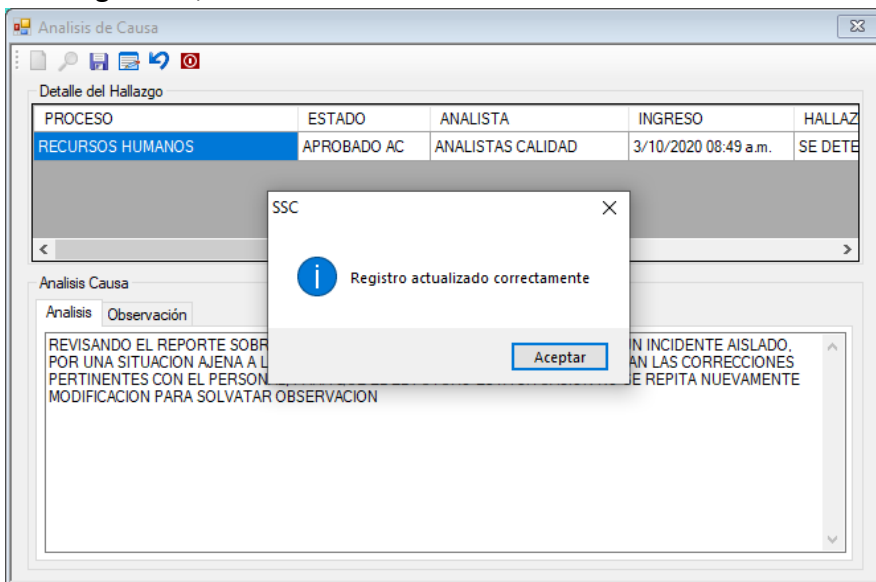 Analisis de Causa
Detalle del Hallazgo
PROCESO ESTADO ANALISTA INGRESO HALLAZ
RECURSOS HUMANOS APROBADO AC ANALISTAS CALIDAD 3/10/2020 08:49 a.m. SE DETE
SSC
Registro actualizado correctamente
Aceptar
Analisis Causa
Analisis Observación
REVISANDO EL REPORTE SOBR UN INCIDENTE AISLADO,
POR UNA SITUACION AJENA A L AN LAS CORRECCIONES
PERTINENTES CON EL PERSON SE REPITA NUEVAMENTE
MODIFICACION PARA SOLVATAR OBSERVACION